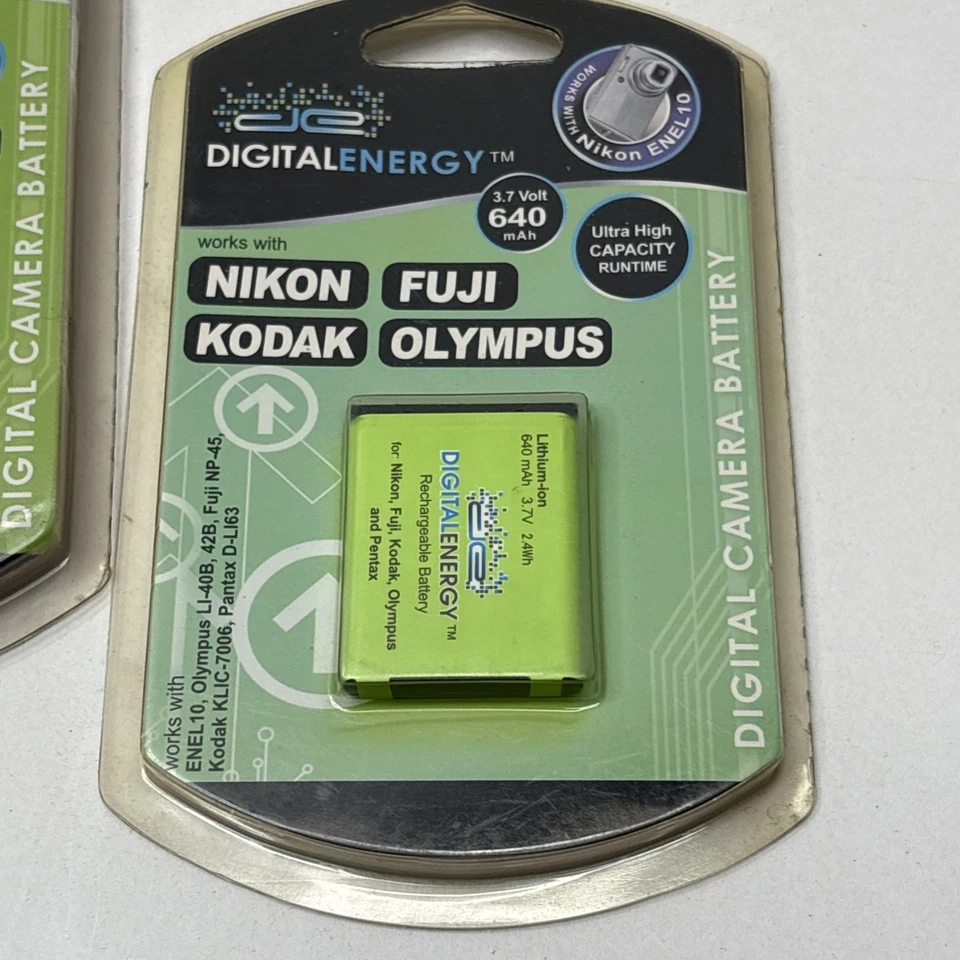 DIGITAL CAMERA BATTERY
de
DIGITALENERGY™
WORKS WITH
Nikon ENEL10
3.7 Volt
640
mAh
Ultra High
CAPACITY
RUNTIME
works with
NIKON
FUJI
KODAK
OLYMPUS
Lithium-ion
640 mAh 3.7V 2.4Wh
de
DIGITALENERGY™
Rechargeable Battery
for: Nikon, Fuji, Kodak, Olympus
and Pentax
works with
ENEL10, Olympus LI-40B, 42B, Fuji NP-45,
Kodak KLIC-7006, Pantax D-LI63
DIGITAL CAMERA BATTERY